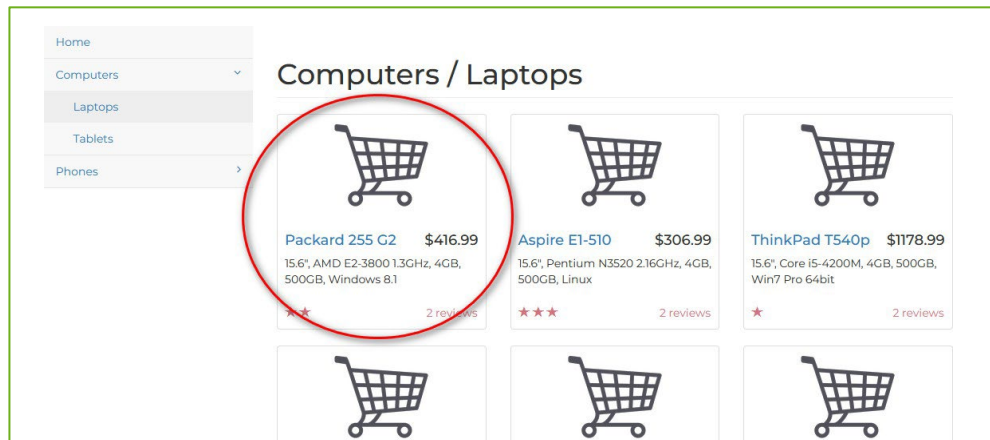 Home
Computers
Laptops
Tablets
Phones
Computers / Laptops
Packard 255 G2 $416.99
15.6", AMD E2-3800 1.3GHz, 4GB,
500GB, Windows 8.1
2 reviews
Aspire E1-510 $306.99
15.6", Pentium N3520 2.16GHz, 4GB,
500GB, Linux
2 reviews
ThinkPad T540p $1178.99
15.6", Core i5-4200M, 4GB, 500GB,
Win7 Pro 64bit
2 reviews